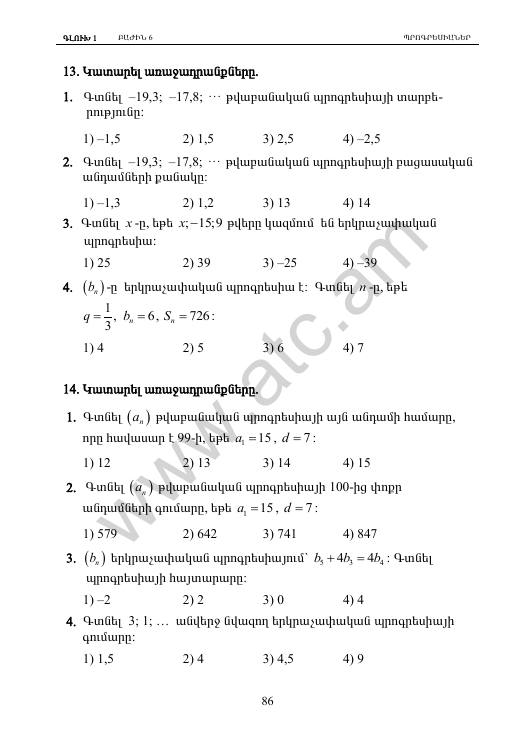 ԳԼՈՒԽ 1 ԲԱԺԻՆ 6 ՊՐՈԳՐԵՍԻԱՆԵՐ
13. Կատարել առաջադրանքները.
1. Գտնել –19,3; –17,8; ··· թվաբանական պրոգրեսիայի տարբե-
րությունը:
1) –1,5 2) 1,5 3) 2,5 4) –2,5
2. Գտնել –19,3; –17,8; ··· թվաբանական պրոգրեսիայի բացասական
անդամների քանակը:
1) –1,3 2) 1,2 3) 13 4) 14
3. Գտնել x -ը, եթե x; –15; 9 թվերը կազմում են երկրաչափական
պրոգրեսիա:
1) 25 2) 39 3) –25 4) –39
4. (bₙ) -ը երկրաչափական պրոգրեսիա է: Գտնել n -ը, եթե
q = 1/3, bₙ = 6, Sₙ = 726:
1) 4 2) 5 3) 6 4) 7
14. Կատարել առաջադրանքները.
1. Գտնել (aₙ) թվաբանական պրոգրեսիայի այն անդամի համարը,
որը հավասար է 99-ի, եթե a₁ = 15, d = 7:
1) 12 2) 13 3) 14 4) 15
2. Գտնել (aₙ) թվաբանական պրոգրեսիայի 100-ից փոքր
անդամների գումարը, եթե a₁ = 15, d = 7:
1) 579 2) 642 3) 741 4) 847
3. (bₙ) երկրաչափական պրոգրեսիայում՝ b₅ + 4b₃ = 4b₄: Գտնել
պրոգրեսիայի հայտարարը:
1) –2 2) 2 3) 0 4) 4
4. Գտնել 3; 1; … անվերջ նվազող երկրաչափական պրոգրեսիայի
գումարը:
1) 1,5 2) 4 3) 4,5 4) 9
86
www.atc.am